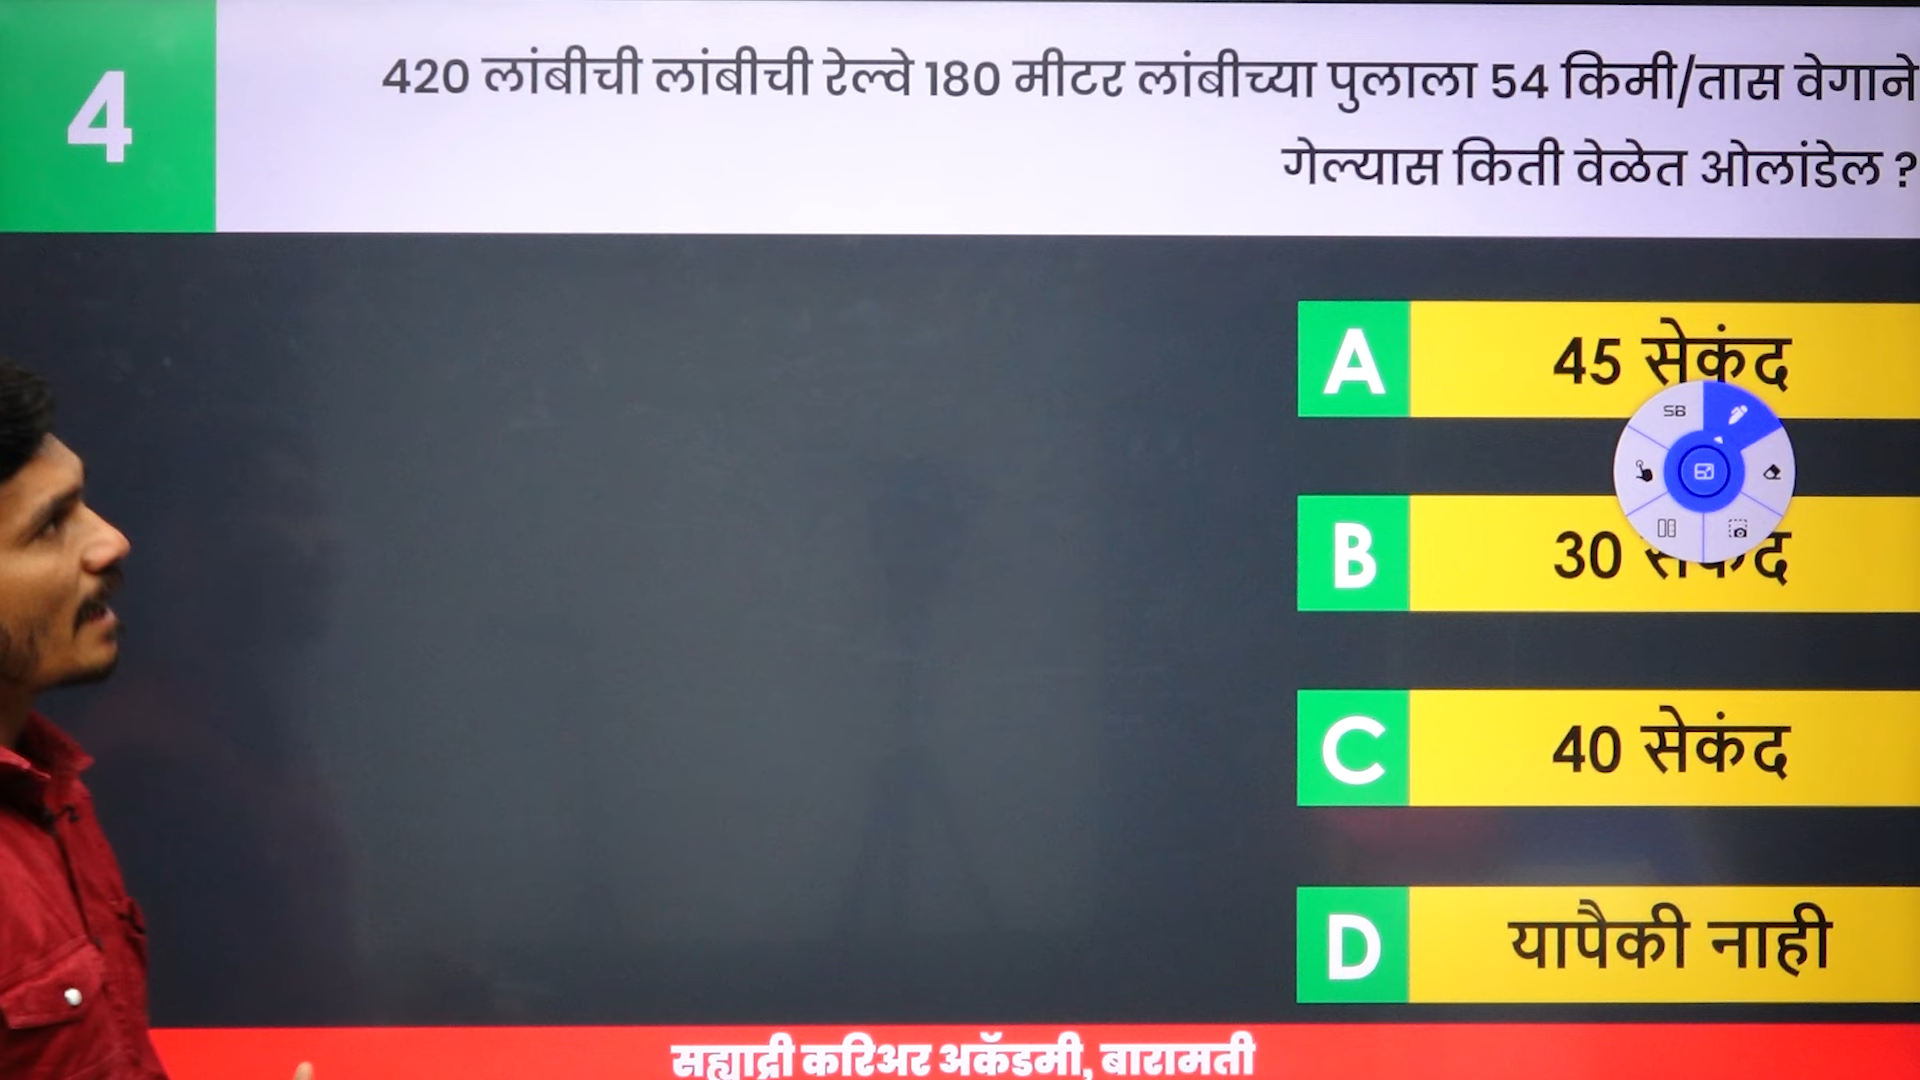 4
420 लांबीची लांबीची रेल्वे 180 मीटर लांबीच्या पुलाला 54 किमी/तास वेगाने
गेल्यास किती वेळेत ओलांडेल ?
A 45 सेकंद
SB
B 30
C 40 सेकंद
D यापैकी नाही
सह्याद्री करिअर अकॅडमी, बारामती